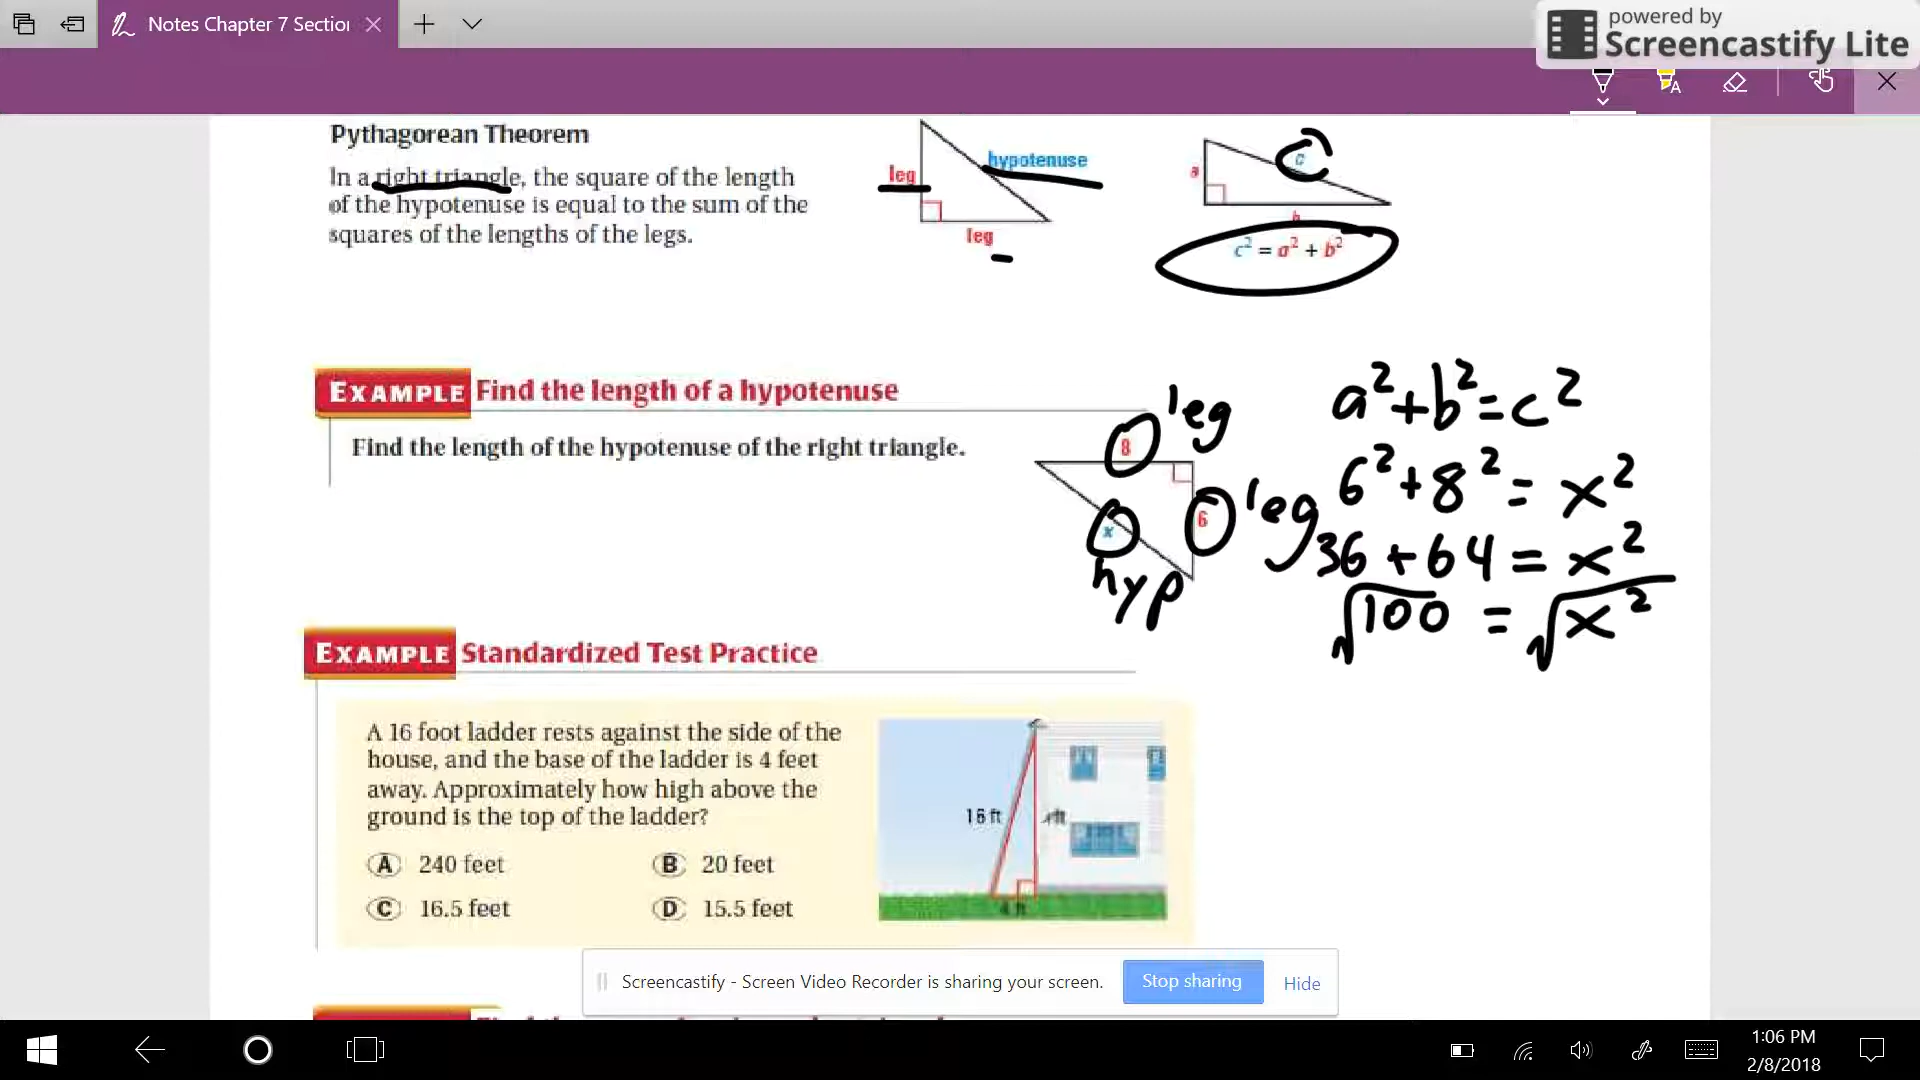 Notes Chapter 7 Section
powered by
Screencastify Lite
Pythagorean Theorem
In a right triangle, the square of the length
of the hypotenuse is equal to the sum of the
squares of the lengths of the legs.
leg
hypotenuse
leg
a
c
b
c² = a² + b²
EXAMPLE Find the length of a hypotenuse
Find the length of the hypotenuse of the right triangle.
8
leg
6
leg
x
hyp
a² + b² = c²
6² + 8² = x²
36 + 64 = x²
√100 = √x²
EXAMPLE Standardized Test Practice
A 16 foot ladder rests against the side of the
house, and the base of the ladder is 4 feet
away. Approximately how high above the
ground is the top of the ladder?
A 240 feet
B 20 feet
C 16.5 feet
D 15.5 feet
16 ft
x ft
4 ft
Screencastify - Screen Video Recorder is sharing your screen.
Stop sharing
Hide
1:06 PM
2/8/2018